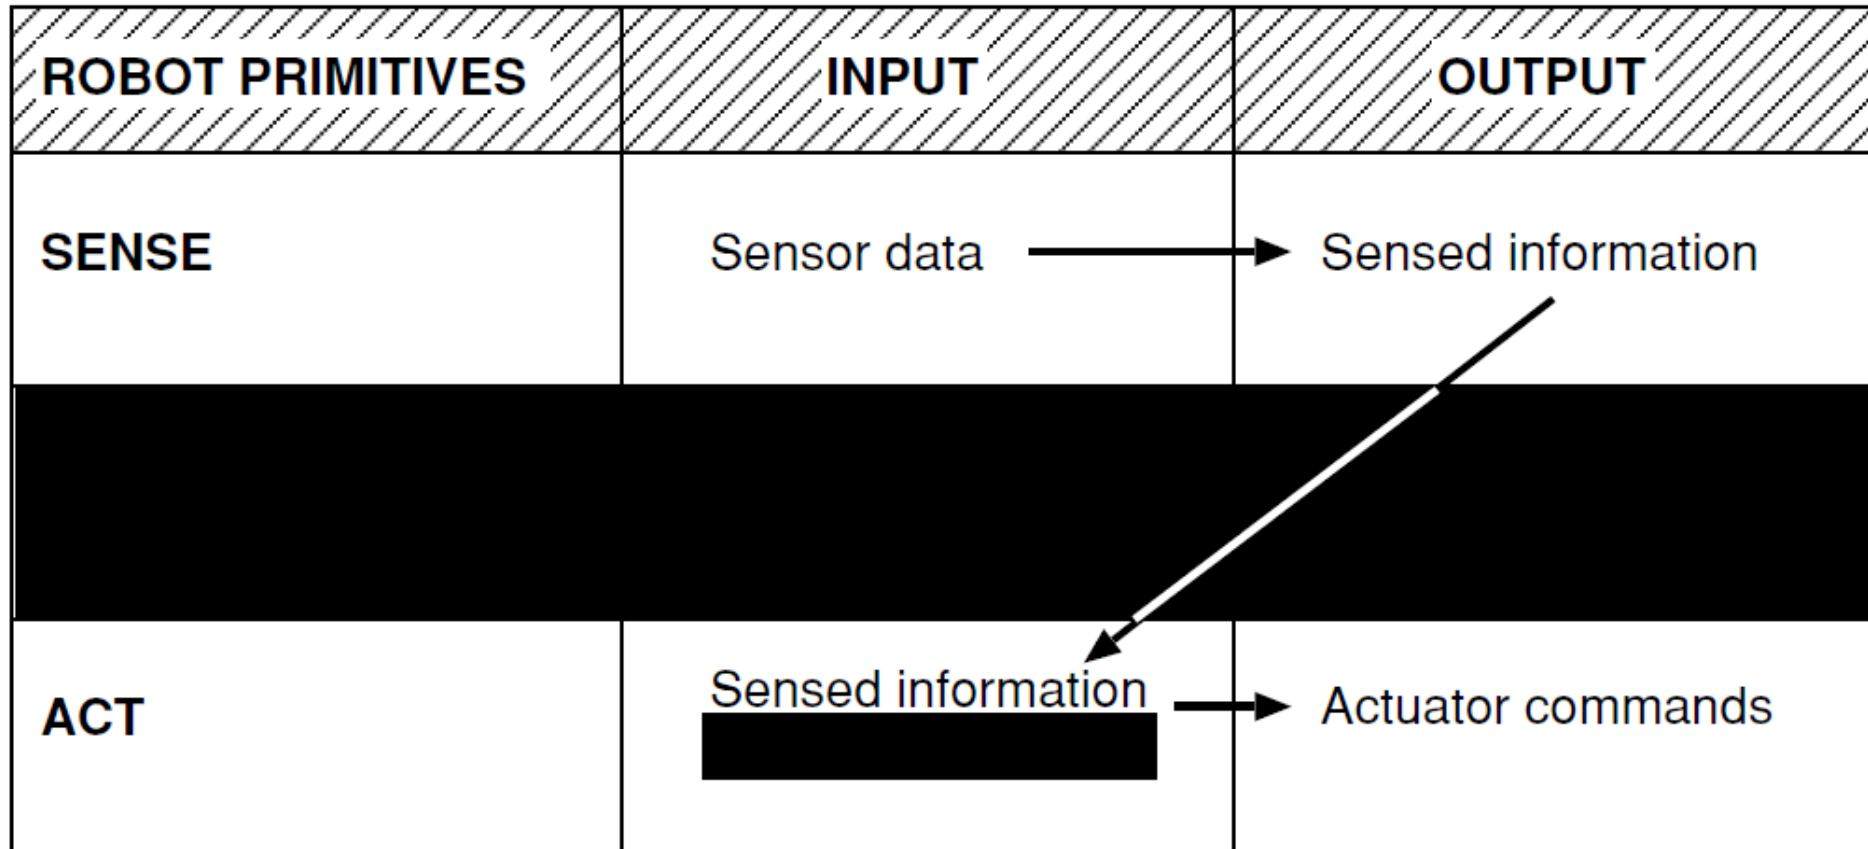 ROBOT PRIMITIVES
INPUT
OUTPUT
SENSE
Sensor data
Sensed information
ACT
Sensed information
Actuator commands